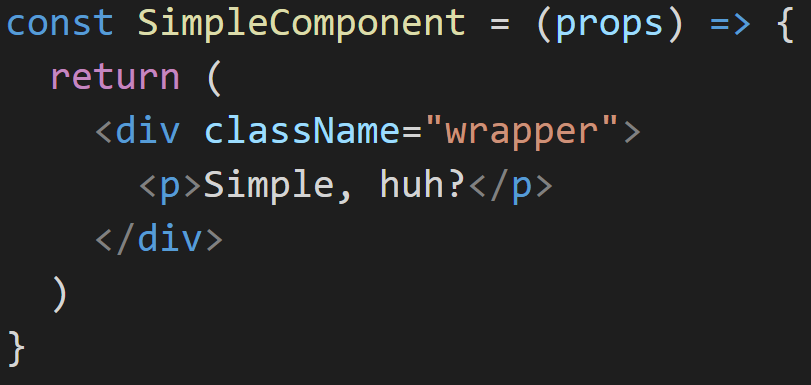 const SimpleComponent = (props) => {
  return (
    <div className="wrapper">
      <p>Simple, huh?</p>
    </div>
  )
}